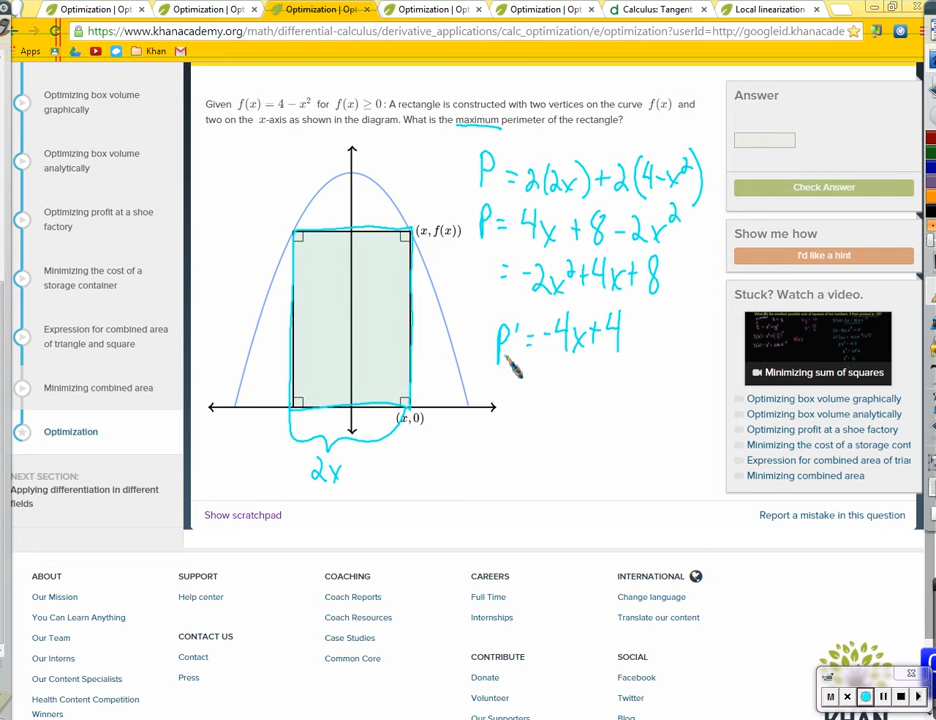 Optimization | Opt
Optimization | Opt
Optimization | Opt
Optimization | Opt
Optimization | Opt
Calculus: Tangent
Local linearization
https://www.khanacademy.org/math/differential-calculus/derivative_applications/calc_optimization/e/optimization?userId=http://googleid.khanacade
Apps
Khan
Optimizing box volume
graphically
Optimizing box volume
analytically
Optimizing profit at a shoe
factory
Minimizing the cost of a
storage container
Expression for combined area
of triangle and square
Minimizing combined area
Optimization
NEXT SECTION:
Applying differentiation in different
fields
Given f(x) = 4 − x² for f(x) ≥ 0: A rectangle is constructed with two vertices on the curve f(x) and
two on the x-axis as shown in the diagram. What is the maximum perimeter of the rectangle?
(x, f(x))
(x, 0)
2x
P = 2(2x) + 2(4-x²)
P = 4x + 8 - 2x²
= -2x²+4x+8
P' = -4x+4
Show scratchpad
Report a mistake in this question
Answer
Check Answer
Show me how
I'd like a hint
Stuck? Watch a video.
Minimizing sum of squares
Optimizing box volume graphically
Optimizing box volume analytically
Optimizing profit at a shoe factory
Minimizing the cost of a storage cont
Expression for combined area of triar
Minimizing combined area
ABOUT
Our Mission
You Can Learn Anything
Our Team
Our Interns
Our Content Specialists
Health Content Competition
Winners
SUPPORT
Help center
CONTACT US
Contact
Press
COACHING
Coach Reports
Coach Resources
Case Studies
Common Core
CAREERS
Full Time
Internships
CONTRIBUTE
Donate
Volunteer
Our Supporters
INTERNATIONAL
Change language
Translate our content
SOCIAL
Facebook
Twitter
Blog
M
KHAN